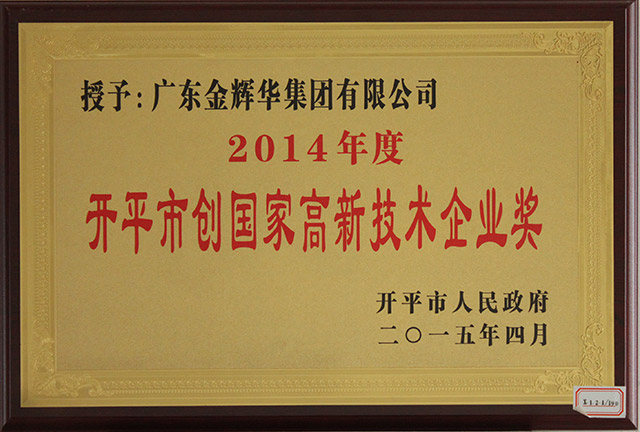 授予:广东金辉华集团有限公司
2014年度
开平市创国家高新技术企业奖
开平市人民政府
二〇一五年四月